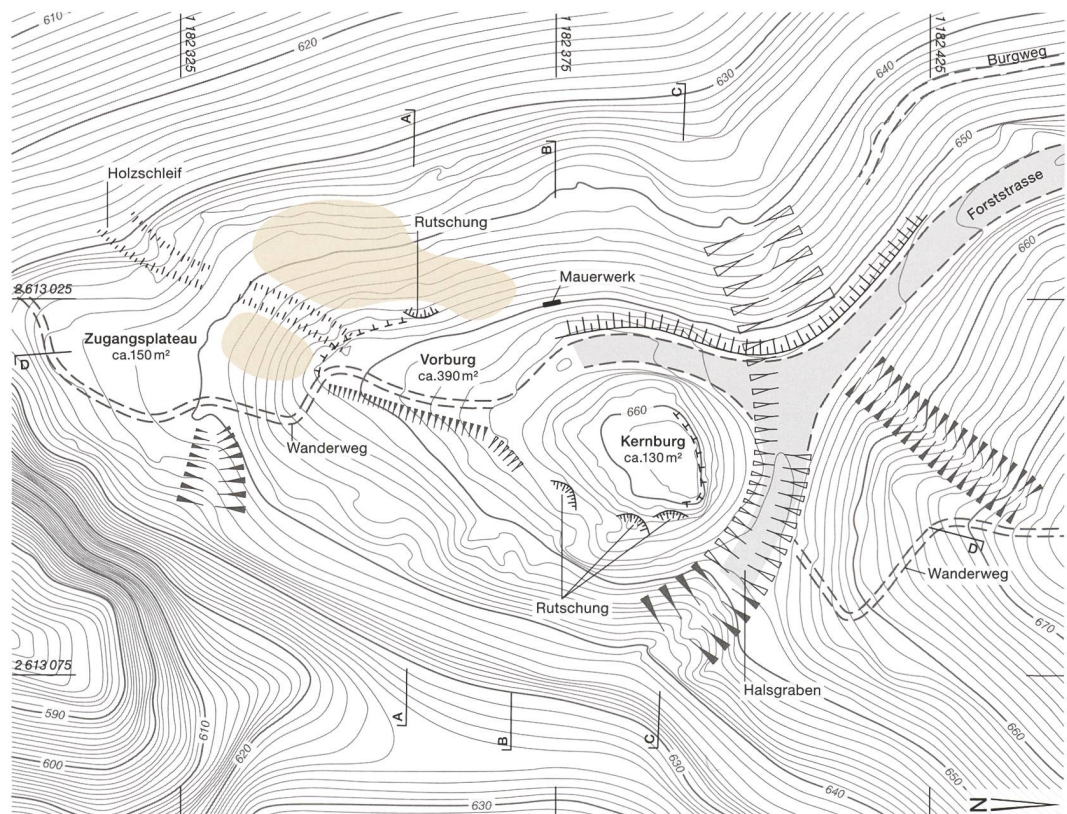 610
1 182 325
620
1 182 375
630
640
1 182 425
Burgweg
650
A
C
B
Holzschleif
Rutschung
Forststrasse
660
2 613 025
Mauerwerk
Zugangsplateau
ca.150 m²
D
Vorburg
ca.390 m²
660
Kernburg
ca.130 m²
Wanderweg
D
Wanderweg
Rutschung
670
2 613 075
Halsgraben
590
600
610
620
A
B
C
630
630
640
650
660
N